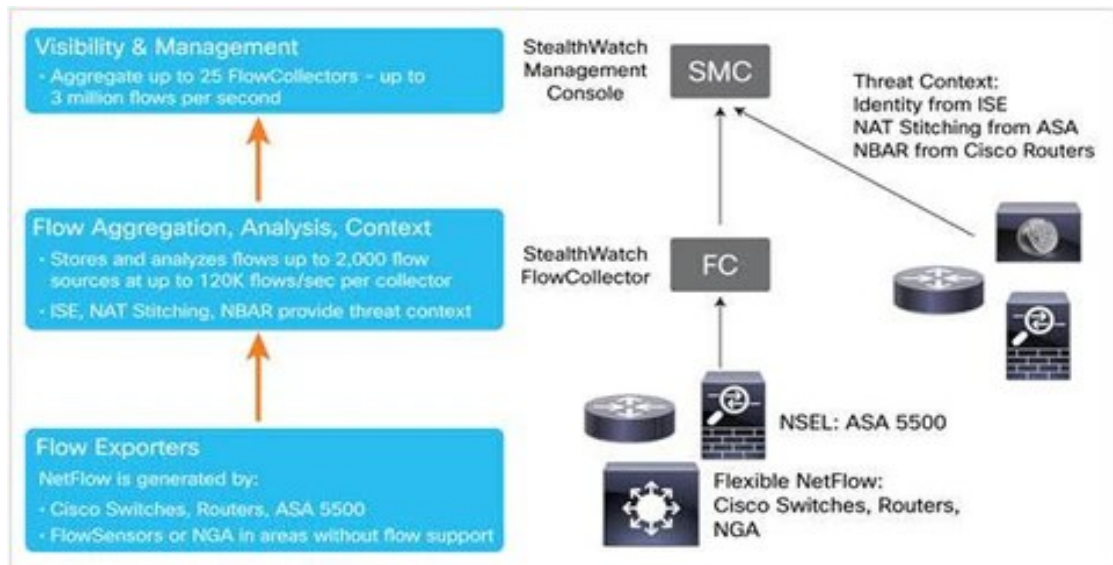 Visibility & Management
• Aggregate up to 25 FlowCollectors - up to
3 million flows per second
Flow Aggregation, Analysis, Context
• Stores and analyzes flows up to 2,000 flow
sources at up to 120K flows/sec per collector
• ISE, NAT Stitching, NBAR provide threat context
Flow Exporters
NetFlow is generated by:
• Cisco Switches, Routers, ASA 5500
• FlowSensors or NGA in areas without flow support
StealthWatch
Management
Console
SMC
Threat Context:
Identity from ISE
NAT Stitching from ASA
NBAR from Cisco Routers
StealthWatch
FlowCollector
FC
NSEL: ASA 5500
Flexible NetFlow:
Cisco Switches, Routers,
NGA